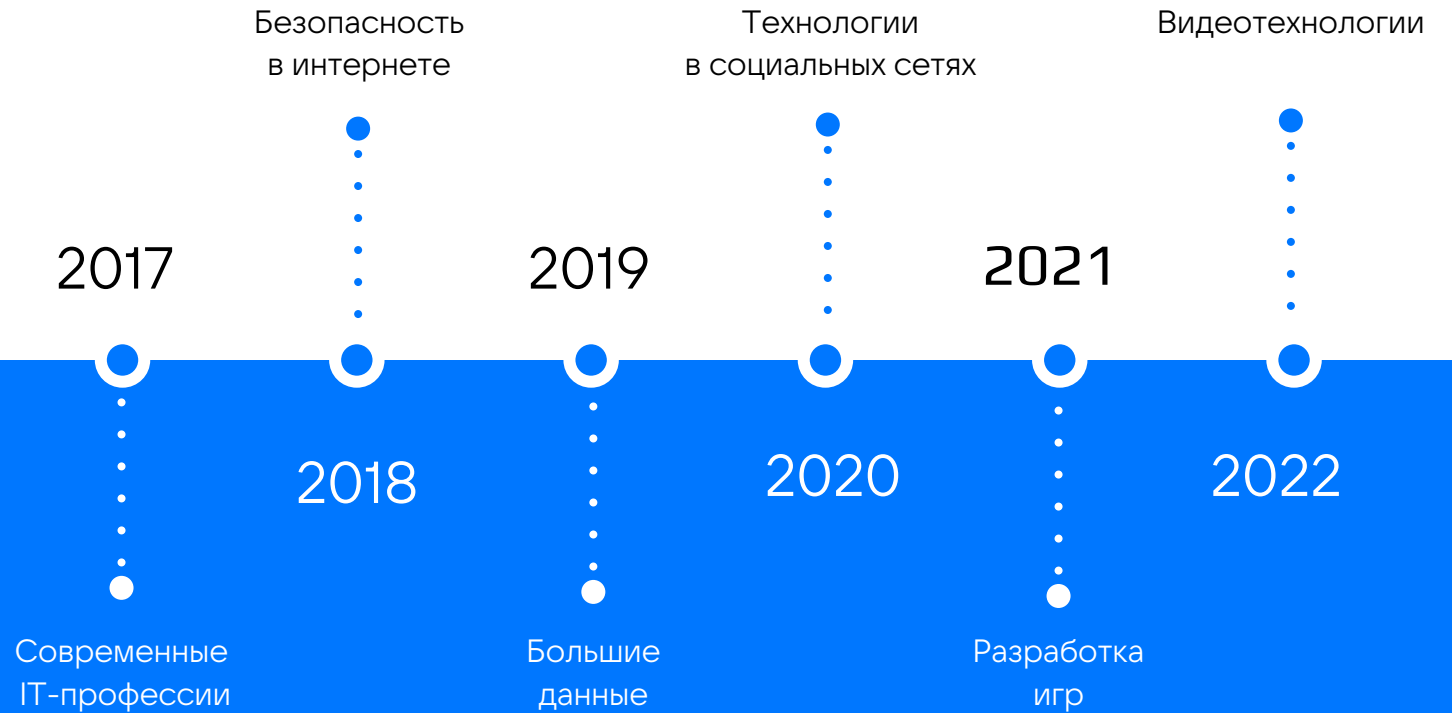 Безопасность
в интернете
Технологии
в социальных сетях
Видеотехнологии
2017
2019
2021
2018
2020
2022
Современные
IT-профессии
Большие
данные
Разработка
игр